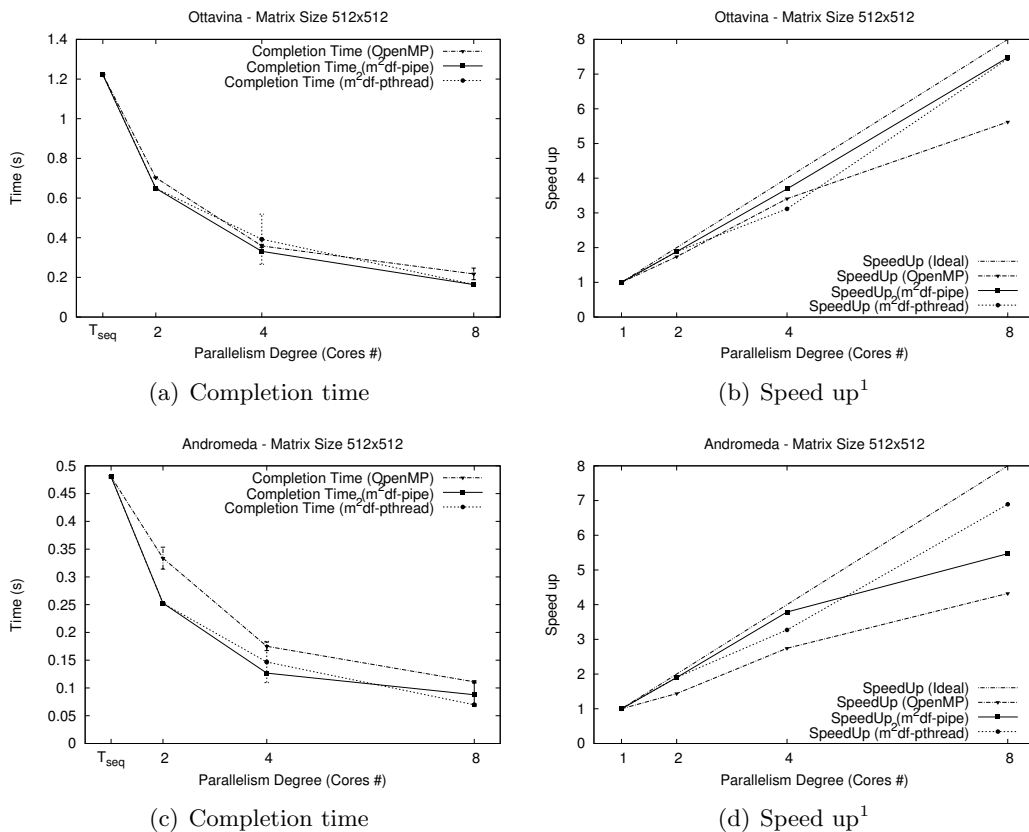 Ottavina - Matrix Size 512x512
Time (s)
1.4
1.2
1
0.8
0.6
0.4
0.2
0
Completion Time (OpenMP)
Completion Time (m²df-pipe)
Completion Time (m²df-pthread)
T_seq 2 4 8
Parallelism Degree (Cores #)
(a) Completion time
Ottavina - Matrix Size 512x512
Speed up
8
7
6
5
4
3
2
1
0
SpeedUp (Ideal)
SpeedUp (OpenMP)
SpeedUp (m²df-pipe)
SpeedUp (m²df-pthread)
1 2 4 8
Parallelism Degree (Cores #)
(b) Speed up¹
Andromeda - Matrix Size 512x512
Time (s)
0.5
0.45
0.4
0.35
0.3
0.25
0.2
0.15
0.1
0.05
0
Completion Time (OpenMP)
Completion Time (m²df-pipe)
Completion Time (m²df-pthread)
T_seq 2 4 8
Parallelism Degree (Cores #)
(c) Completion time
Andromeda - Matrix Size 512x512
Speed up
8
7
6
5
4
3
2
1
0
SpeedUp (Ideal)
SpeedUp (OpenMP)
SpeedUp (m²df-pipe)
SpeedUp (m²df-pthread)
1 2 4 8
Parallelism Degree (Cores #)
(d) Speed up¹